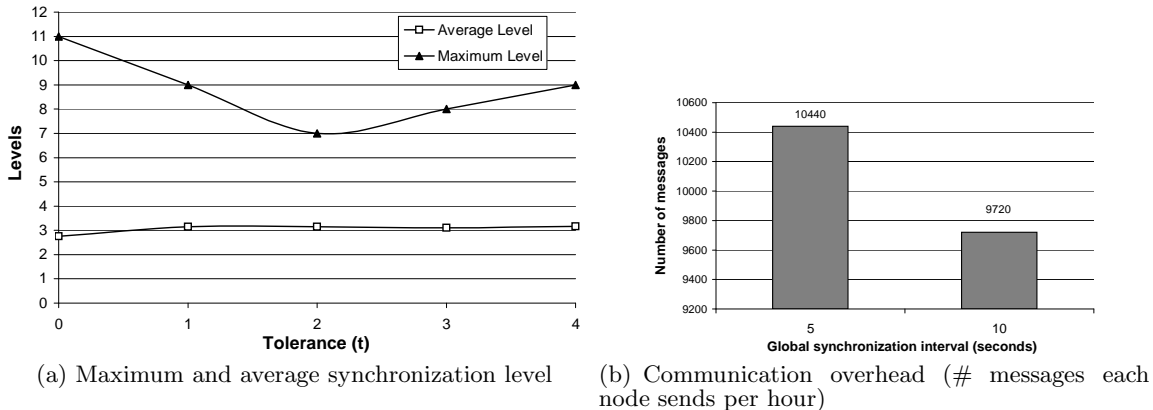 12
11
10
9
8
7
6
5
4
3
2
1
0
Levels
Average Level
Maximum Level
0 1 2 3 4
Tolerance (t)
(a) Maximum and average synchronization level
10600
10400
10200
10000
9800
9600
9400
9200
Number of messages
10440
9720
5 10
Global synchronization interval (seconds)
(b) Communication overhead (# messages each
node sends per hour)